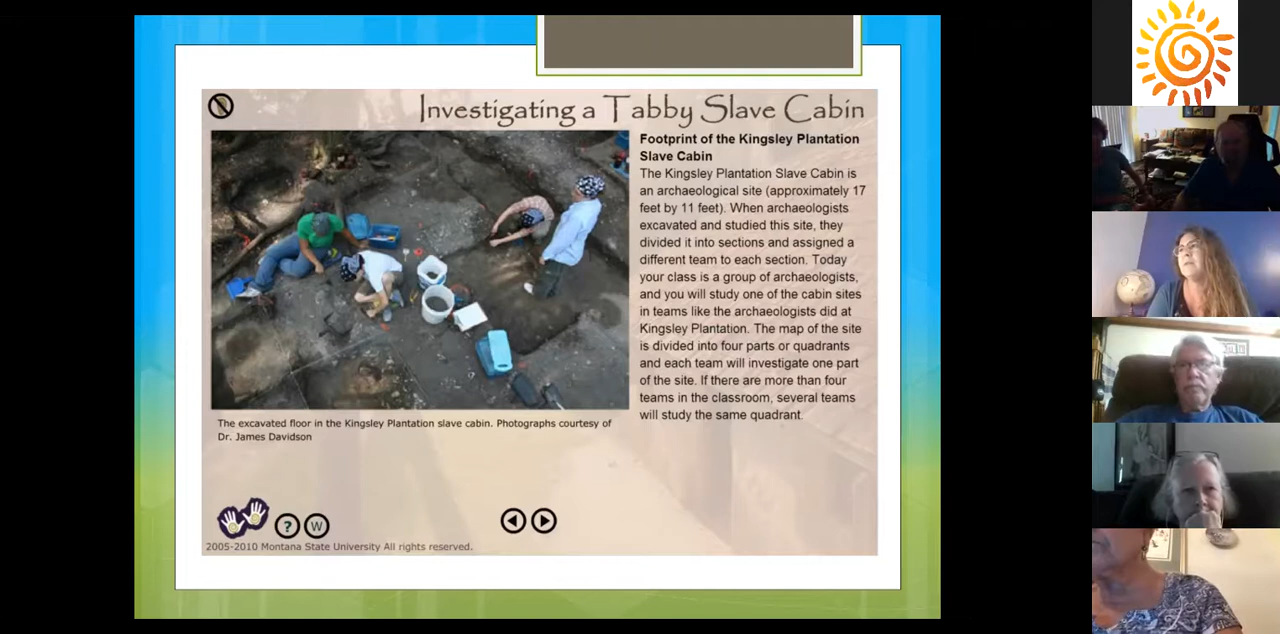 Investigating a Tabby Slave Cabin
Footprint of the Kingsley Plantation
Slave Cabin
The Kingsley Plantation Slave Cabin is
an archaeological site (approximately 17
feet by 11 feet). When archaeologists
excavated and studied this site, they
divided it into sections and assigned a
different team to each section. Today
your class is a group of archaeologists,
and you will study one of the cabin sites
in teams like the archaeologists did at
Kingsley Plantation. The map of the site
is divided into four parts or quadrants
and each team will investigate one part
of the site. If there are more than four
teams in the classroom, several teams
will study the same quadrant.
The excavated floor in the Kingsley Plantation slave cabin. Photographs courtesy of
Dr. James Davidson
? W
2005-2010 Montana State University All rights reserved.